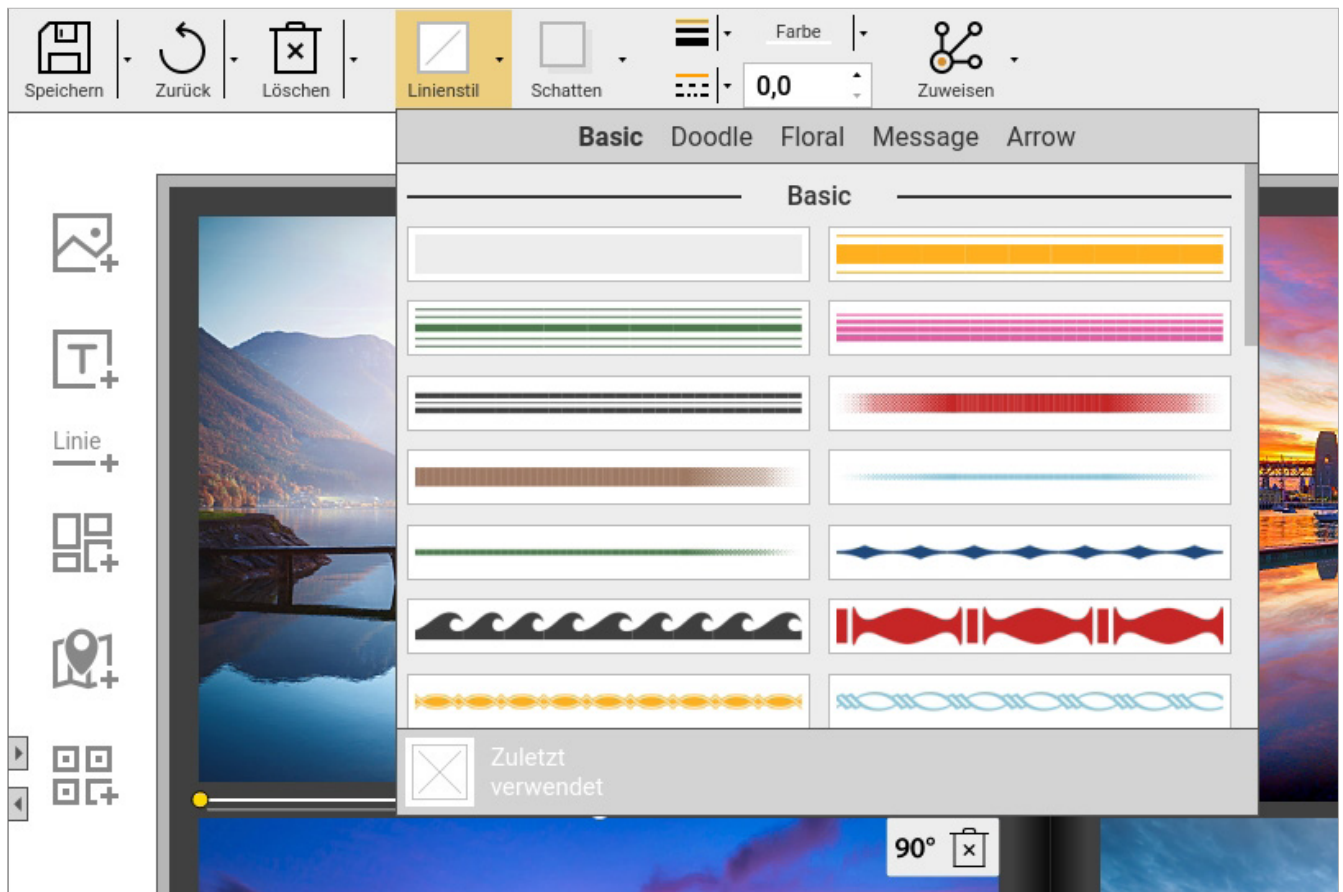 Farbe
0,0
Speichern
Zurück
Löschen
Linienstil
Schatten
Zuweisen
Basic Doodle Floral Message Arrow
Basic
T
Linie
Zuletzt
verwendet
90°